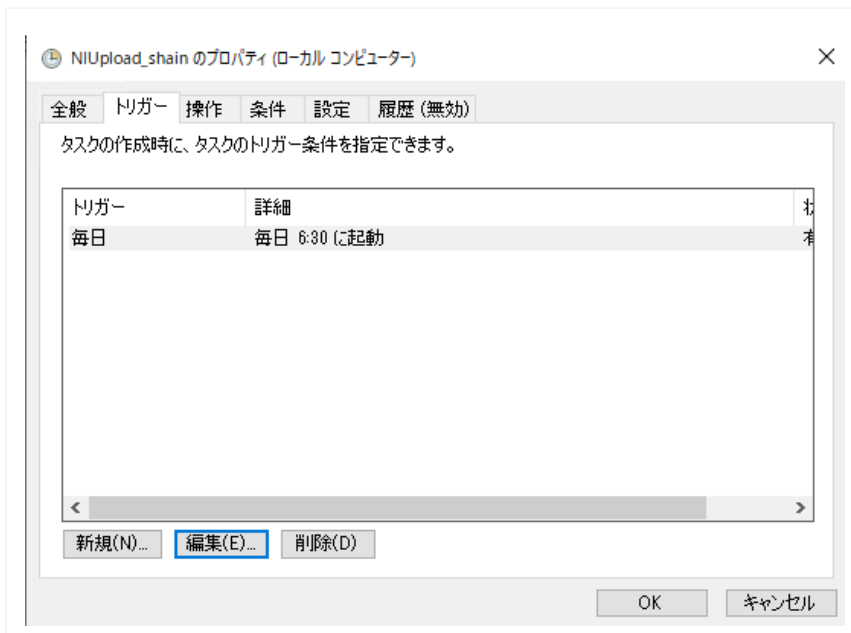 NIUpload_shain のプロパティ (ローカル コンピューター)
全般 トリガー 操作 条件 設定 履歴 (無効)
タスクの作成時に、タスクのトリガー条件を指定できます。
トリガー 詳細
毎日 毎日 6:30 に起動
新規(N)... 編集(E)... 削除(D)
OK キャンセル